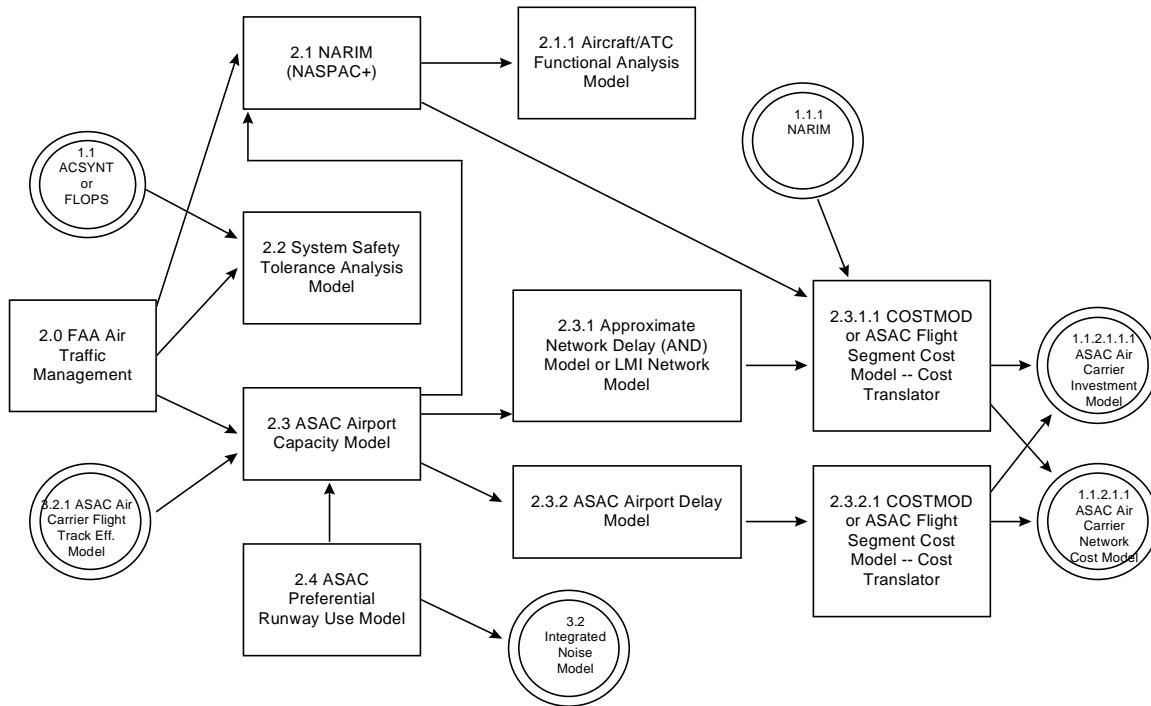 2.1 NARIM
(NASPAC+)
2.1.1 Aircraft/ATC
Functional Analysis
Model
1.1.1
NARIM
1.1
ACSYNT
or
FLOPS
2.2 System Safety
Tolerance Analysis
Model
2.0 FAA Air
Traffic
Management
2.3.1 Approximate
Network Delay (AND)
Model or LMI Network
Model
2.3.1.1 COSTMOD
or ASAC Flight
Segment Cost
Model -- Cost
Translator
1.1.2.1.1.1
ASAC Air
Carrier
Investment
Model
2.3 ASAC Airport
Capacity Model
3.2.1 ASAC Air
Carrier Flight
Track Eff.
Model
2.3.2 ASAC Airport Delay
Model
2.3.2.1 COSTMOD
or ASAC Flight
Segment Cost
Model -- Cost
Translator
1.1.2.1.1
ASAC Air
Carrier
Network
Cost Model
2.4 ASAC
Preferential
Runway Use Model
3.2
Integrated
Noise
Model